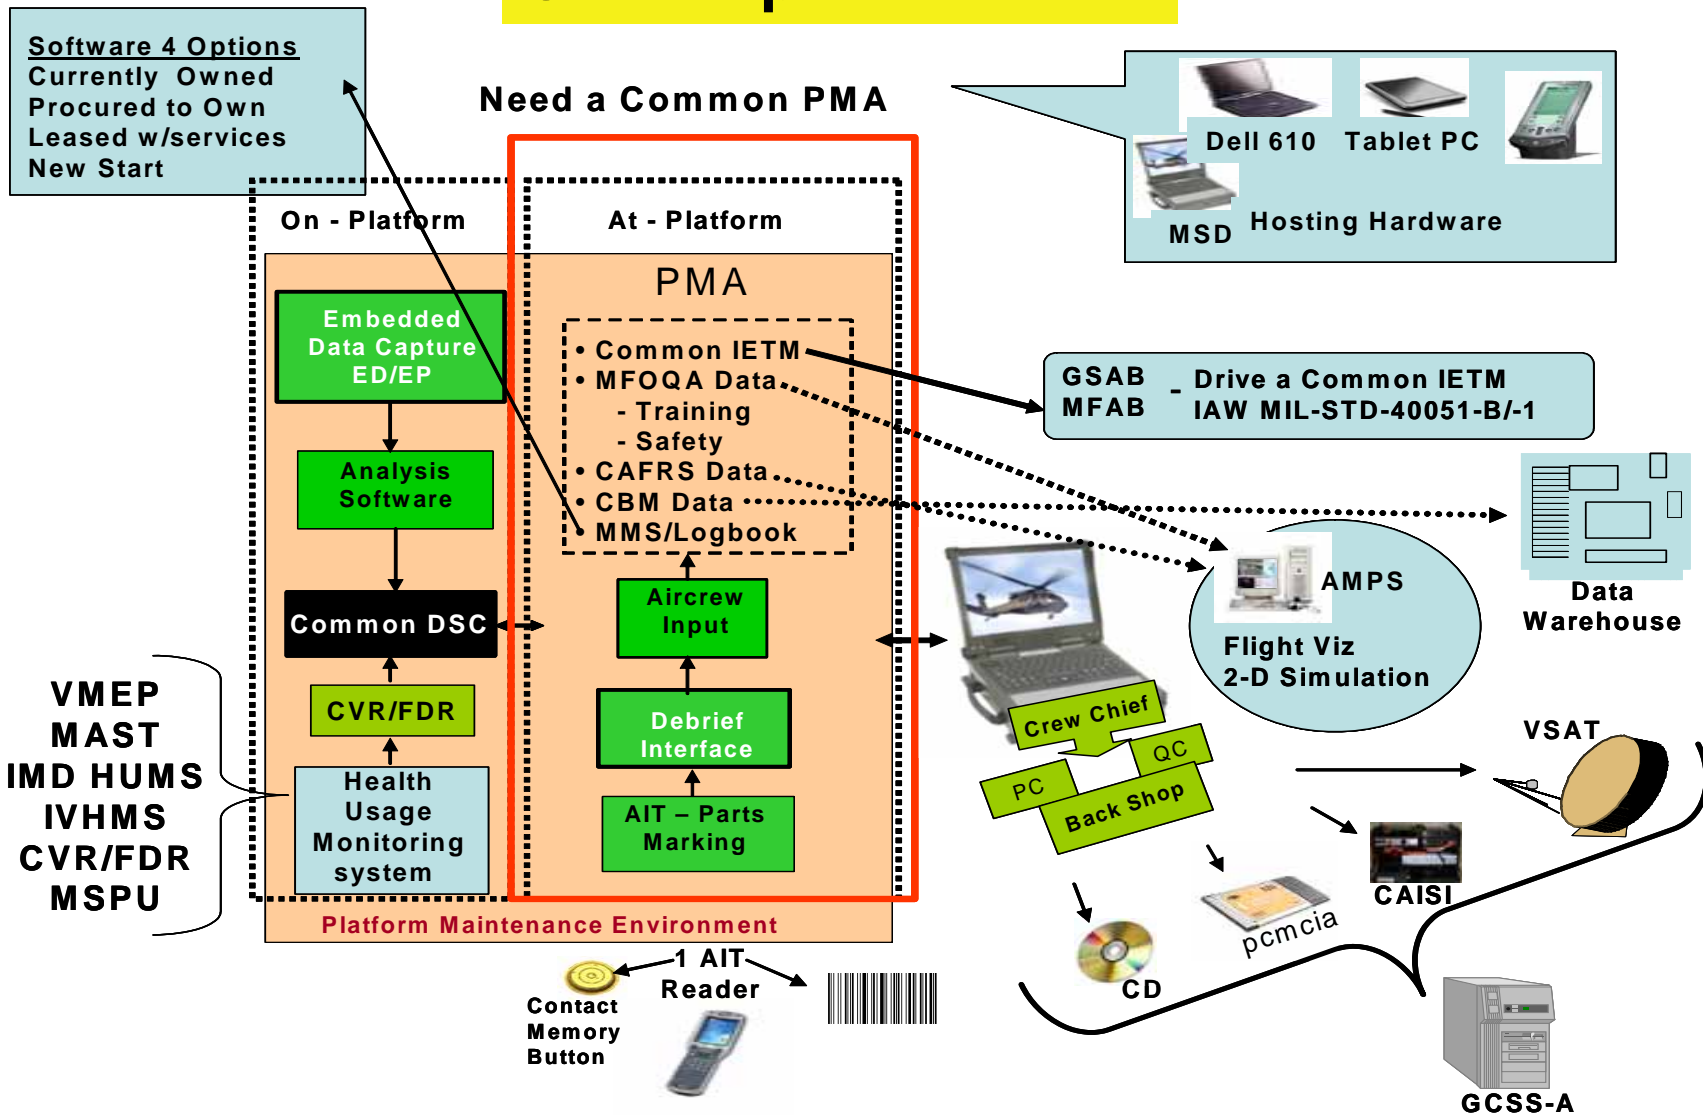 Software 4 Options
Currently Owned
Procured to Own
Leased w/services
New Start
Need a Common PMA
Dell 610
Tablet PC
MSD
Hosting Hardware
On - Platform
At - Platform
PMA
Embedded
Data Capture
ED/EP
Analysis
Software
Common DSC
CVR/FDR
Health
Usage
Monitoring
system
• Common IETM
• MFOQA Data
- Training
- Safety
• CAFRS Data
• CBM Data
• MMS/Logbook
Aircrew
Input
Debrief
Interface
AIT – Parts
Marking
Platform Maintenance Environment
VMEP
MAST
IMD HUMS
IVHMS
CVR/FDR
MSPU
GSAB
MFAB
- Drive a Common IETM
IAW MIL-STD-40051-B/-1
Data
Warehouse
AMPS
Flight Viz
2-D Simulation
Crew Chief
PC
QC
Back Shop
VSAT
CAISI
pcmcia
CD
GCSS-A
1 AIT
Reader
Contact
Memory
Button